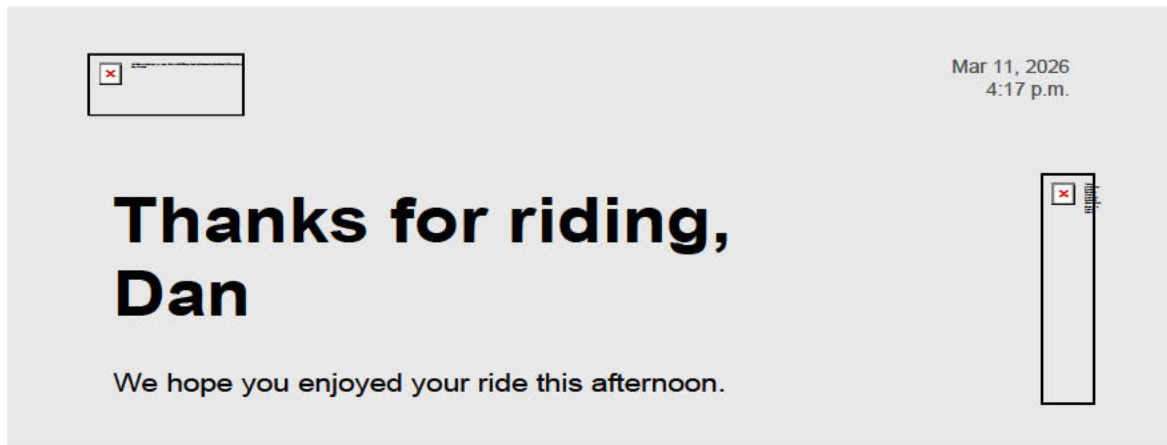 Mar 11, 2026
4:17 p.m.
Thanks for riding,
Dan
We hope you enjoyed your ride this afternoon.